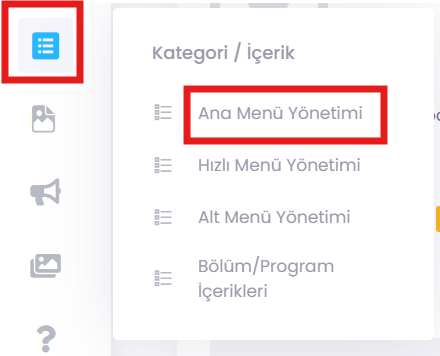 Kategori / İçerik
Ana Menü Yönetimi
Hızlı Menü Yönetimi
Alt Menü Yönetimi
Bölüm/Program
İçerikleri
?